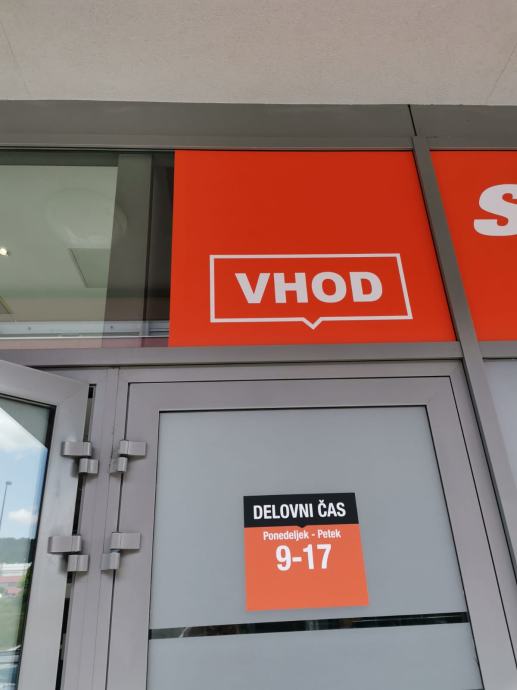 VHOD
S
DELOVNI ČAS
Ponedeljek - Petek
9-17